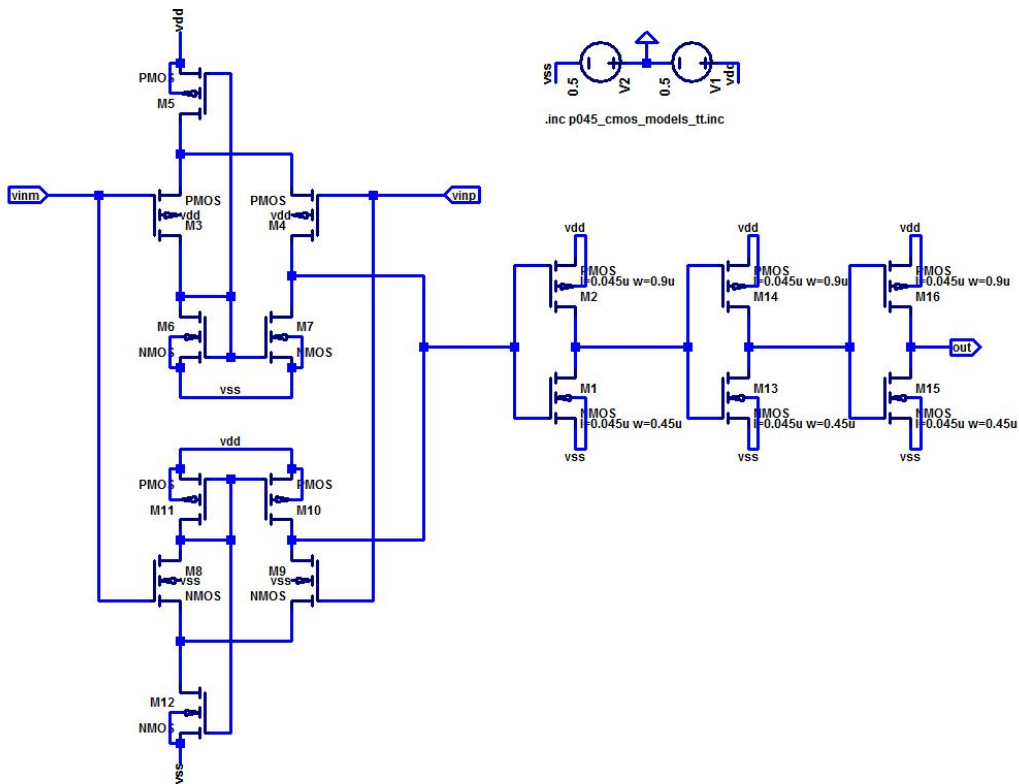 vdd
PMOS
M5
vss
0.5
V2
0.5
V1
vdd
.inc p045_cmos_models_tt.inc
vinm
PMOS
vdd
M3
PMOS
vdd
M4
vinp
M6
NMOS
M7
NMOS
vss
vdd
PMOS
l=0.045u w=0.9u
M2
M1
NMOS
l=0.045u w=0.45u
vss
vdd
PMOS
l=0.045u w=0.9u
M14
M13
NMOS
l=0.045u w=0.45u
vss
vdd
PMOS
l=0.045u w=0.9u
M16
out
M15
NMOS
l=0.045u w=0.45u
vss
vdd
PMOS
M11
PMOS
M10
M8
vss
NMOS
M9
vss
NMOS
M12
NMOS
vss